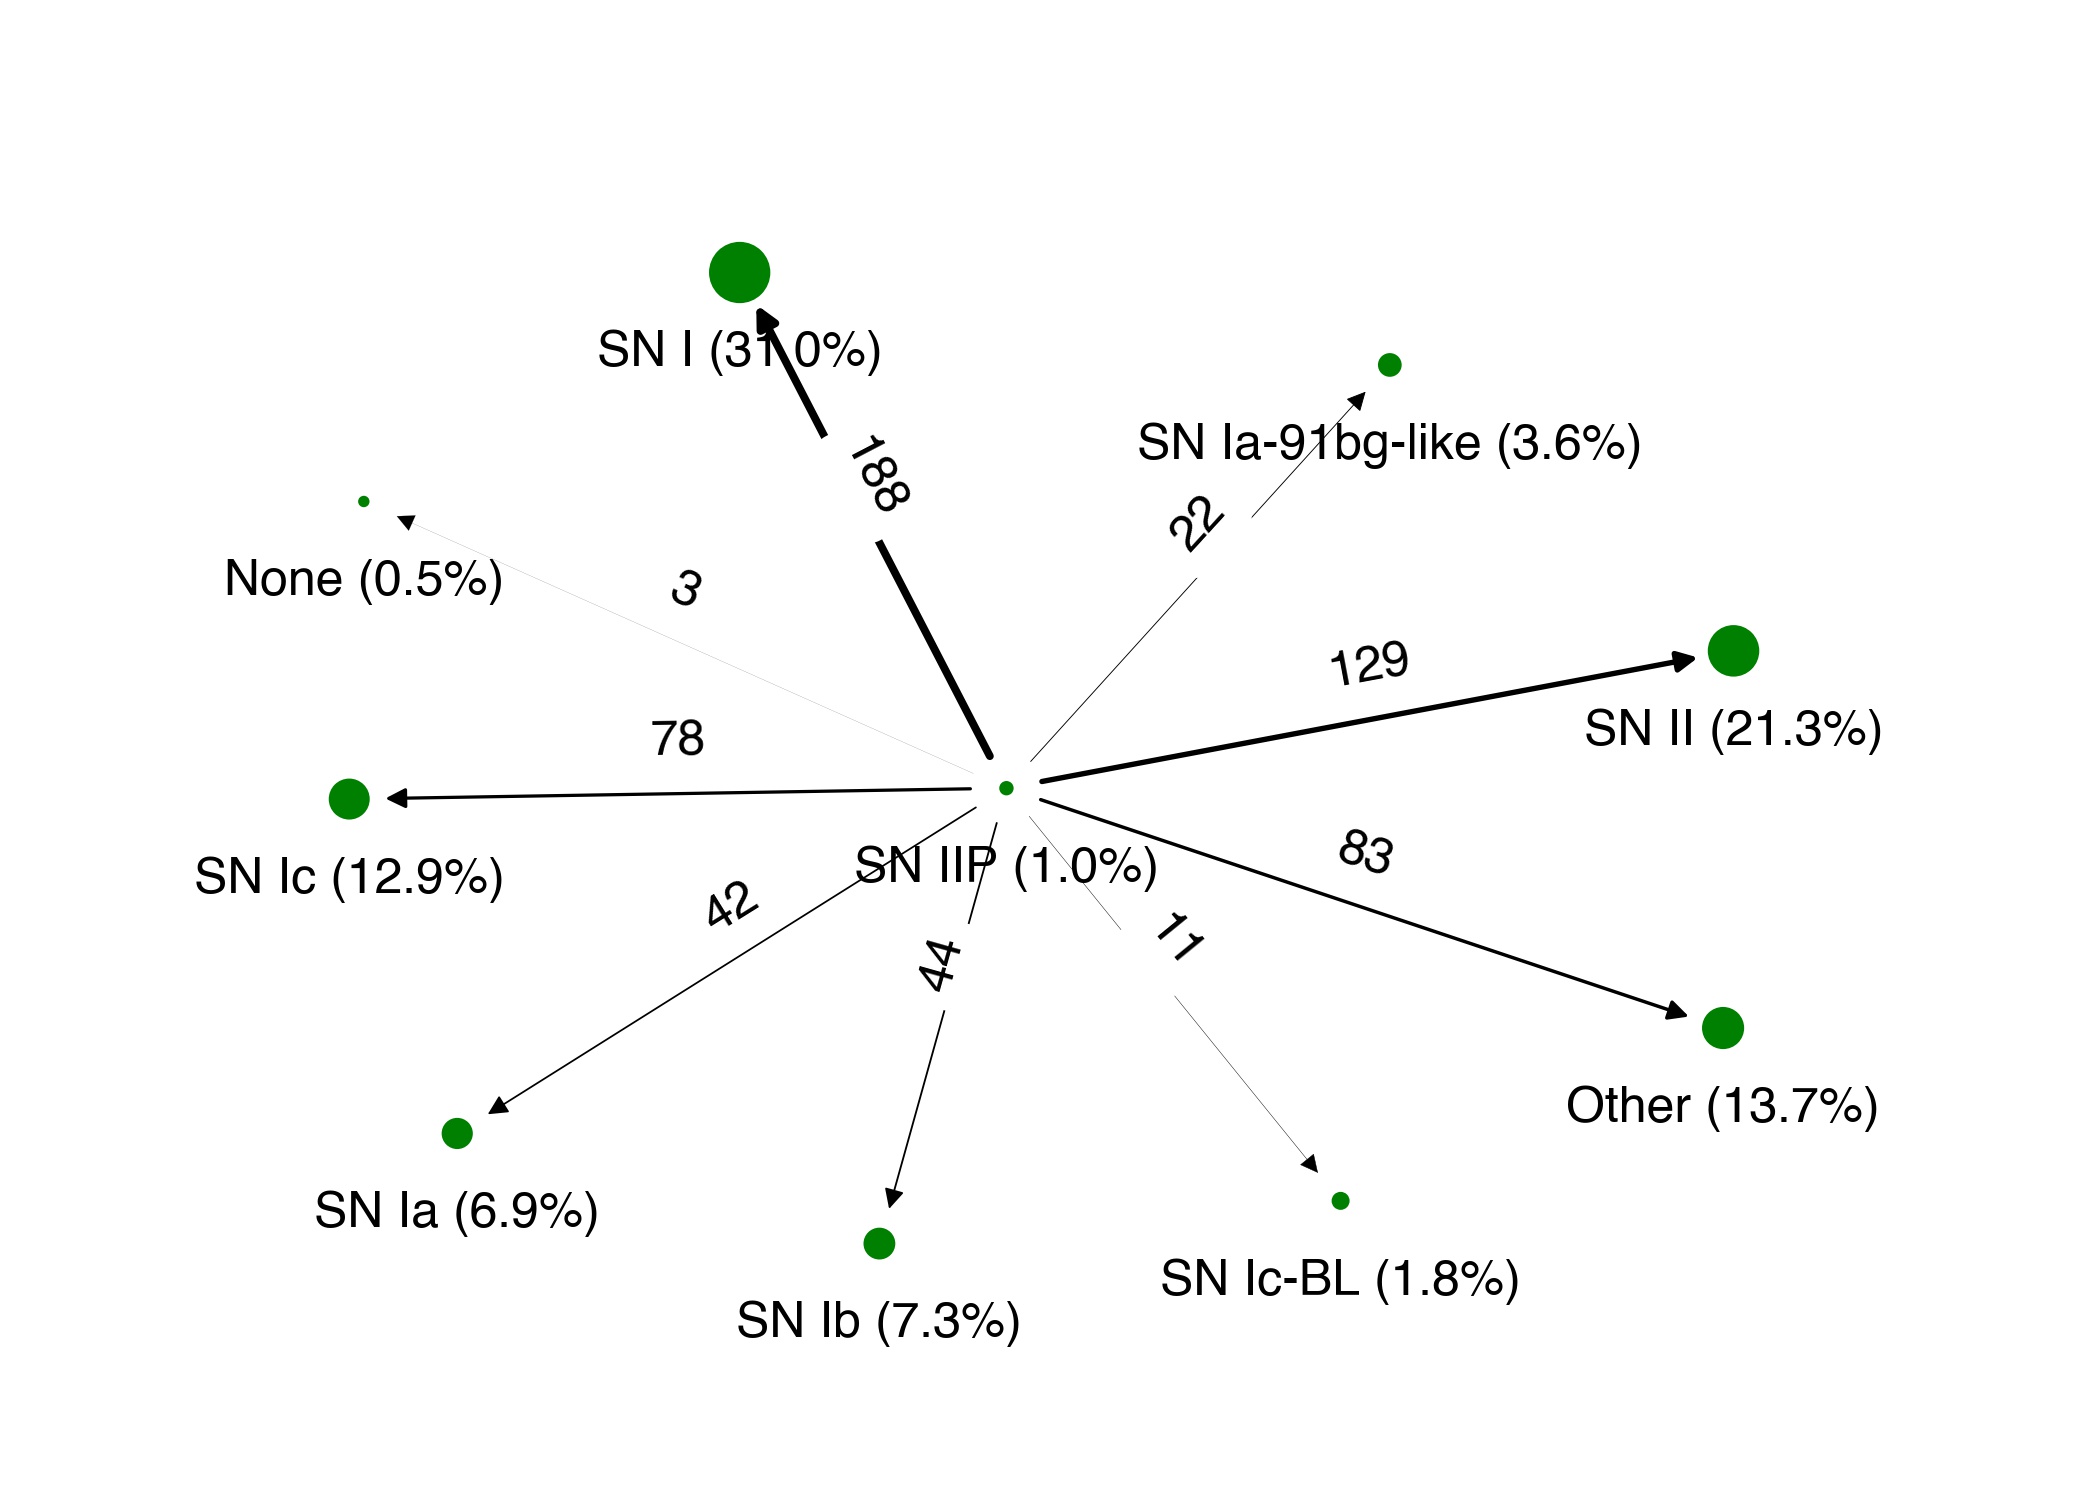 SN I (31.0%)
188
SN Ia-91bg-like (3.6%)
22
None (0.5%)
3
129
SN II (21.3%)
78
SN Ic (12.9%)
SN IIP (1.0%)
83
42
44
11
Other (13.7%)
SN Ia (6.9%)
SN Ic-BL (1.8%)
SN Ib (7.3%)